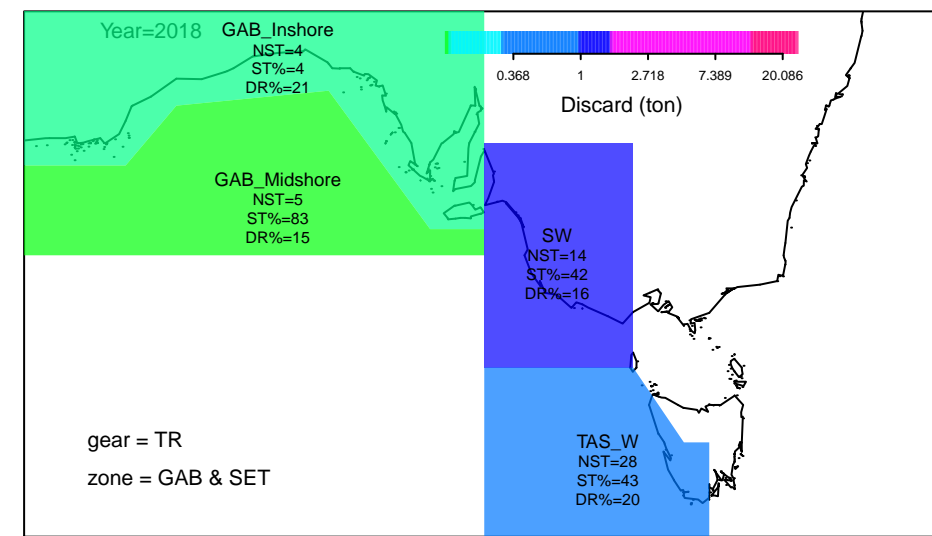 Year=2018
GAB_Inshore
NST=4
ST%=4
DR%=21
0.368 1 2.718 7.389 20.086
Discard (ton)
GAB_Midshore
NST=5
ST%=83
DR%=15
SW
NST=14
ST%=42
DR%=16
gear = TR
zone = GAB & SET
TAS_W
NST=28
ST%=43
DR%=20